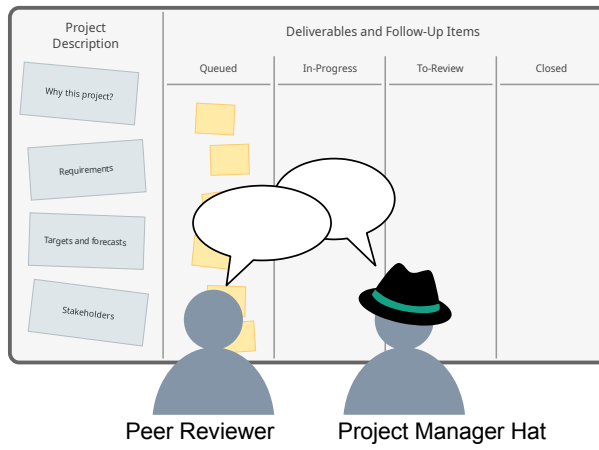 Project
Description
Deliverables and Follow-Up Items
Queued
In-Progress
To-Review
Closed
Why this project?
Requirements
Targets and forecasts
Stakeholders
Peer Reviewer
Project Manager Hat